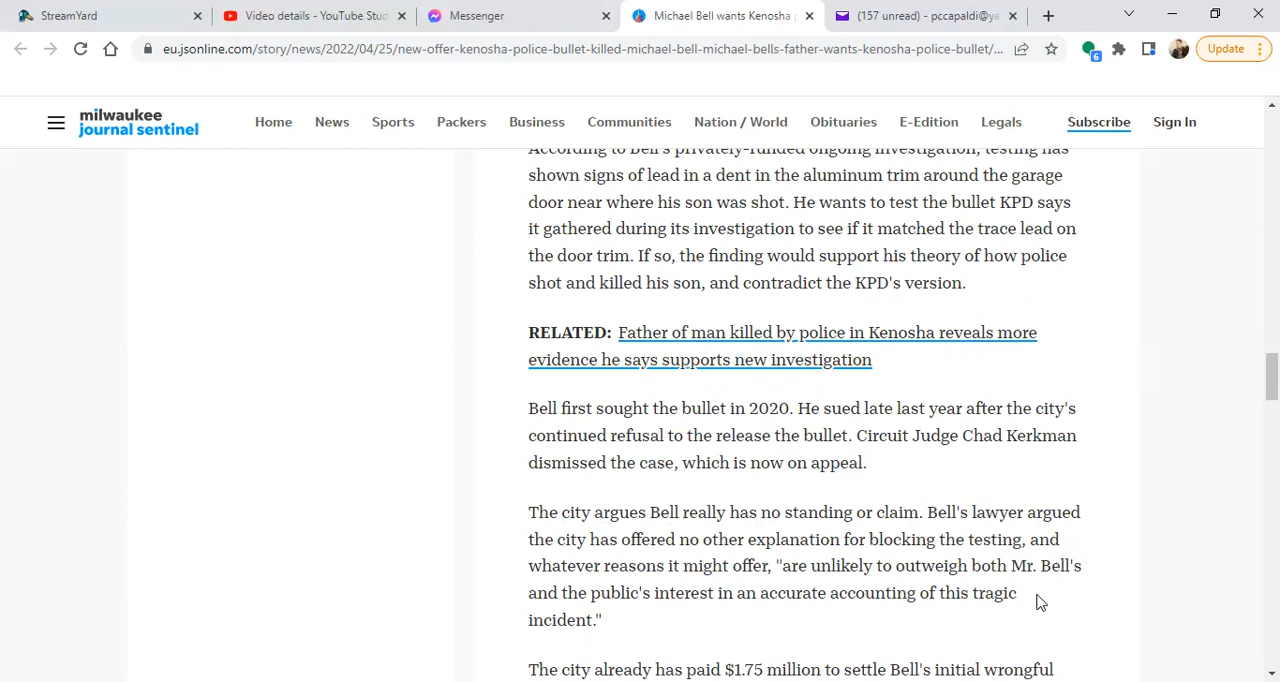 StreamYard
Video details - YouTube Stud
Messenger
Michael Bell wants Kenosha p
(157 unread) - pccapaldi@ya
eu.jsonline.com/story/news/2022/04/25/new-offer-kenosha-police-bullet-killed-michael-bell-michael-bells-father-wants-kenosha-police-bullet/...
6
Update
milwaukee
journal sentinel
Home News Sports Packers Business Communities Nation / World Obituaries E-Edition Legals Subscribe Sign In
According to Bell's privately-funded ongoing investigation, testing has
shown signs of lead in a dent in the aluminum trim around the garage
door near where his son was shot. He wants to test the bullet KPD says
it gathered during its investigation to see if it matched the trace lead on
the door trim. If so, the finding would support his theory of how police
shot and killed his son, and contradict the KPD's version.
RELATED: Father of man killed by police in Kenosha reveals more
evidence he says supports new investigation
Bell first sought the bullet in 2020. He sued late last year after the city's
continued refusal to the release the bullet. Circuit Judge Chad Kerkman
dismissed the case, which is now on appeal.
The city argues Bell really has no standing or claim. Bell's lawyer argued
the city has offered no other explanation for blocking the testing, and
whatever reasons it might offer, "are unlikely to outweigh both Mr. Bell's
and the public's interest in an accurate accounting of this tragic
incident."
The city already has paid $1.75 million to settle Bell's initial wrongful